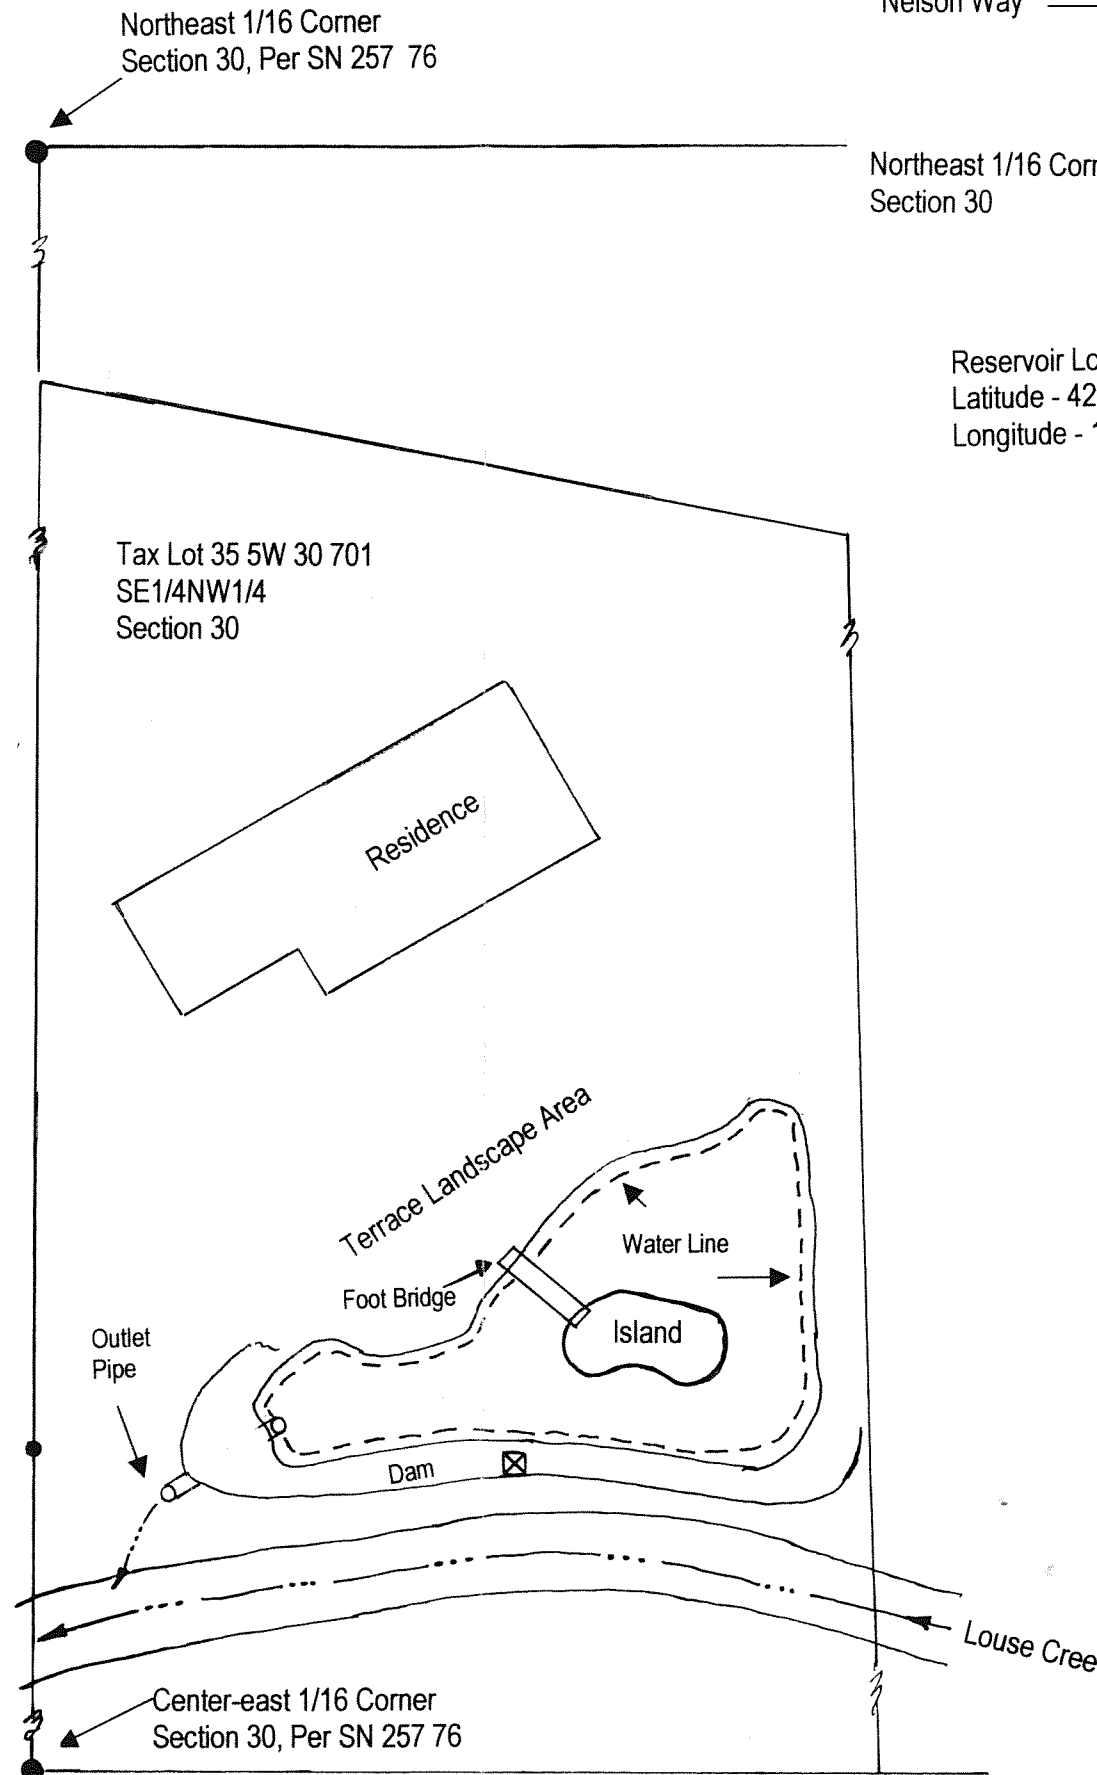 Nelson Way
Northeast 1/16 Corner
Section 30, Per SN 257 76
Northeast 1/16 Corn
Section 30
Reservoir Lo
Latitude - 42
Longitude - 1
Tax Lot 35 5W 30 701
SE1/4NW1/4
Section 30
Residence
Terrace Landscape Area
Water Line
Foot Bridge
Island
Outlet
Pipe
Dam
Louse Cree
Center-east 1/16 Corner
Section 30, Per SN 257 76